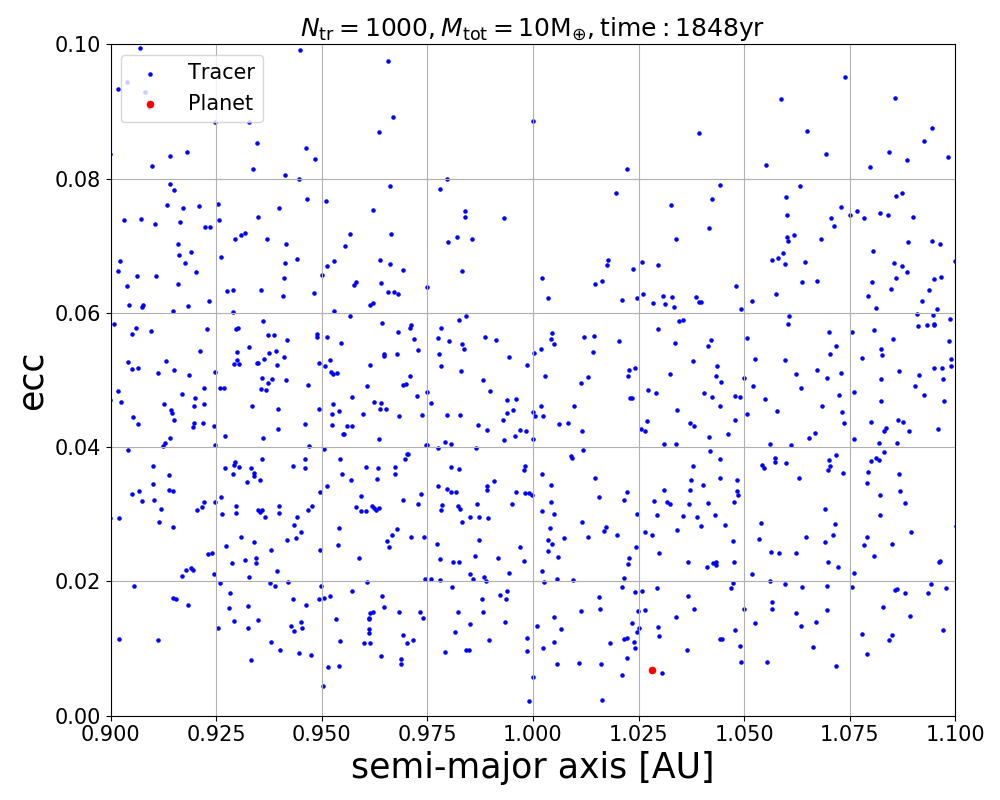 N_tr = 1000, M_tot = 10M_⊕, time : 1848yr
0.10
0.08
0.06
0.04
0.02
0.00
ecc
Tracer
Planet
0.900 0.925 0.950 0.975 1.000 1.025 1.050 1.075 1.100
semi-major axis [AU]